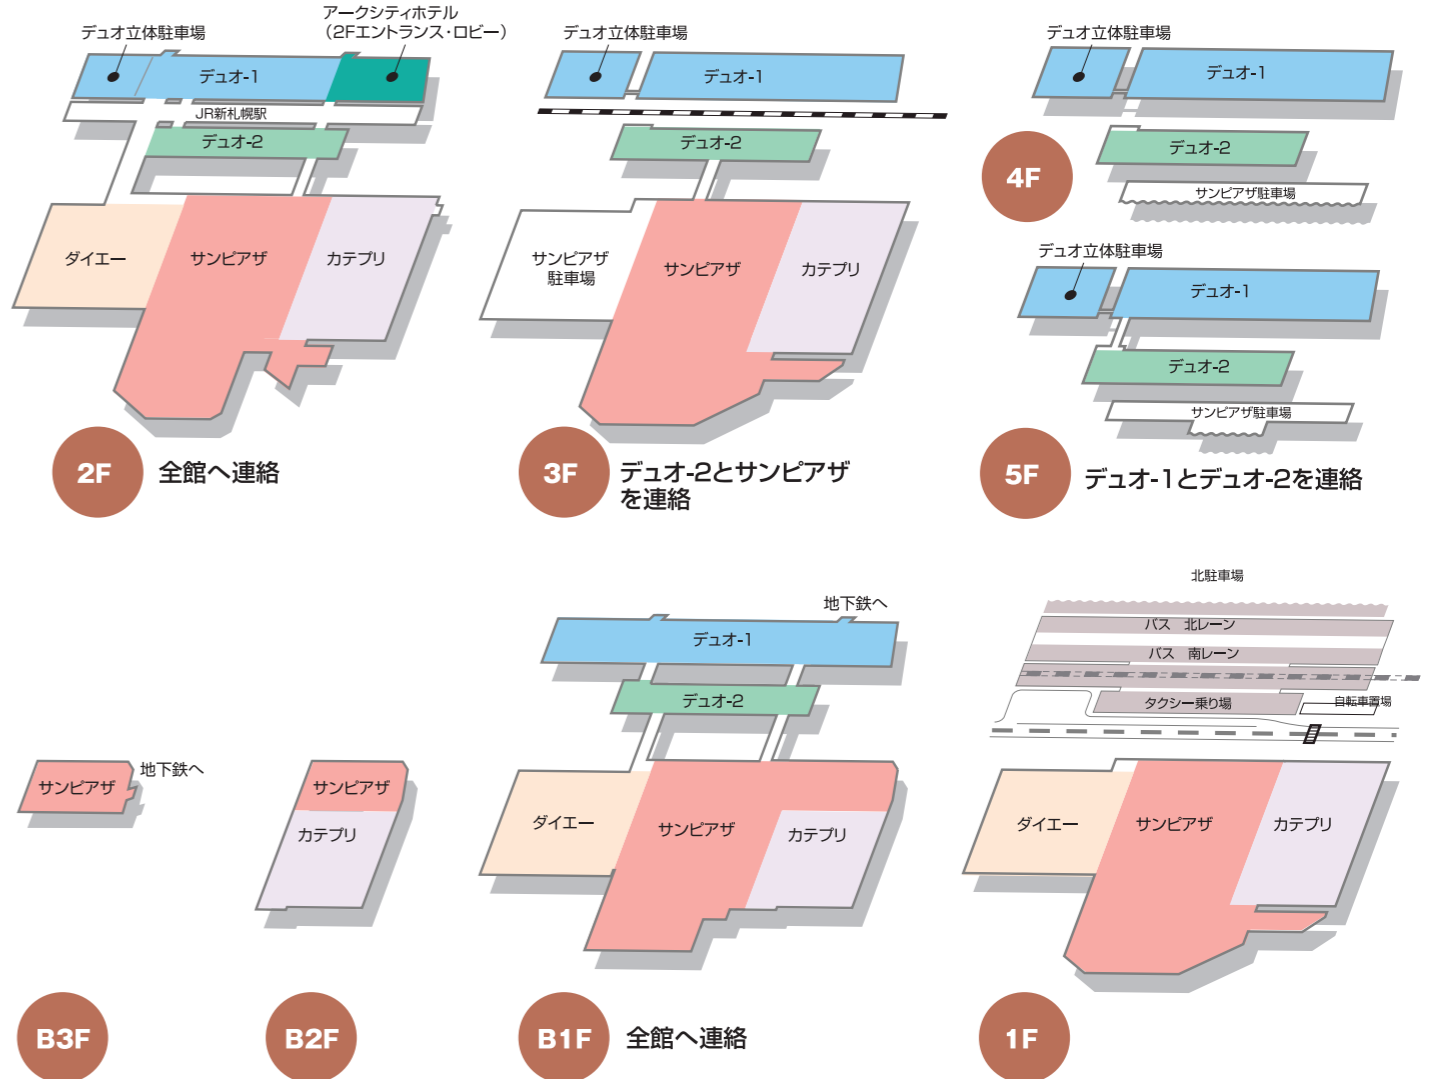 デュオ立体駐車場
アークシティホテル
（2Fエントランス・ロビー）
デュオ-1
JR新札幌駅
デュオ-2
ダイエー
サンピアザ
カテプリ
2F
全館へ連絡
デュオ立体駐車場
デュオ-1
デュオ-2
サンピアザ
駐車場
サンピアザ
カテプリ
3F
デュオ-2とサンピアザ
を連絡
デュオ立体駐車場
デュオ-1
4F
デュオ-2
サンピアザ駐車場
デュオ立体駐車場
デュオ-1
デュオ-2
サンピアザ駐車場
5F
デュオ-1とデュオ-2を連絡
サンピアザ
地下鉄へ
B3F
サンピアザ
カテプリ
B2F
地下鉄へ
デュオ-1
デュオ-2
ダイエー
サンピアザ
カテプリ
B1F
全館へ連絡
北駐車場
バス　北レーン
バス　南レーン
タクシー乗り場
自転車置場
ダイエー
サンピアザ
カテプリ
1F